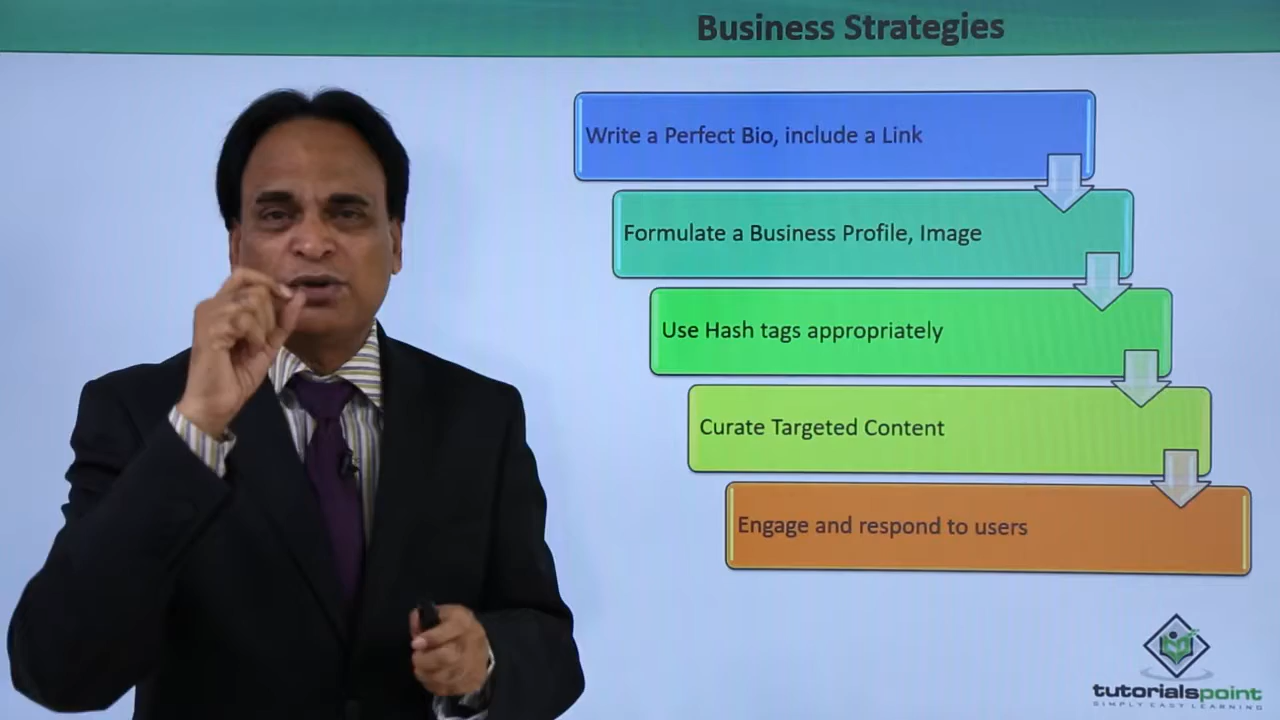 Business Strategies
Write a Perfect Bio, include a Link
Formulate a Business Profile, Image
Use Hash tags appropriately
Curate Targeted Content
Engage and respond to users
tutorialspoint
SIMPLY EASY LEARNING